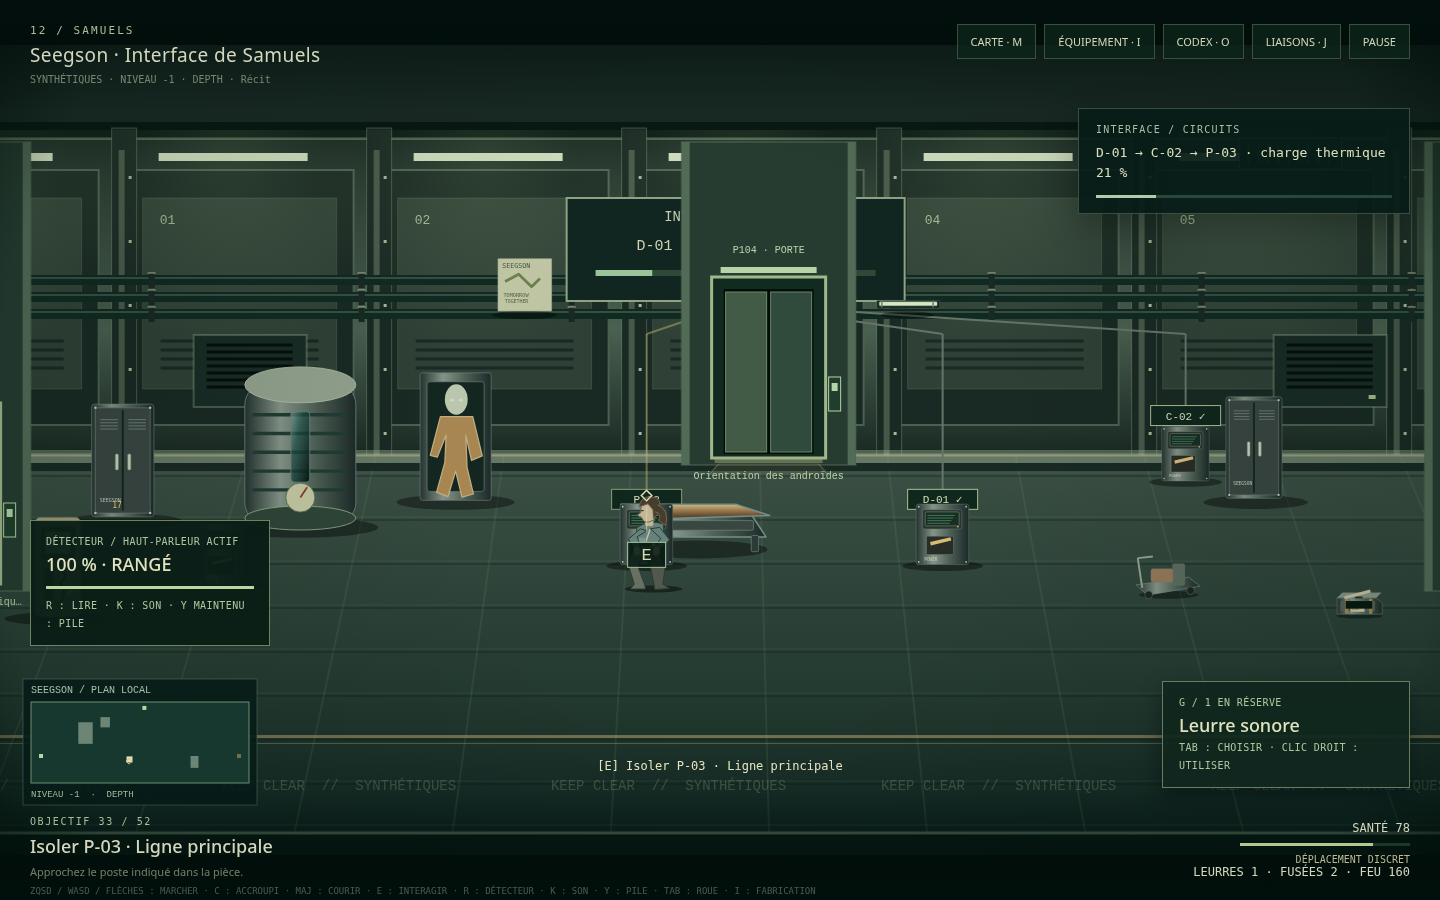 12 / SAMUELS
Seegson · Interface de Samuels
SYNTHÉTIQUES · NIVEAU -1 · DEPTH · Récit
CARTE · M
ÉQUIPEMENT · I
CODEX · O
LIAISONS · J
PAUSE
INTERFACE / CIRCUITS
D-01 → C-02 → P-03 · charge thermique
21 %
01
02
04
05
IN
D-01
P104 · PORTE
SEEGSON
TOMORROW
TOGETHER
C-02 ✓
Orientation des androïdes
D-01 ✓
E
SEEGSON
17
SEEGSON
DÉTECTEUR / HAUT-PARLEUR ACTIF
100 % · RANGÉ
R : LIRE · K : SON · Y MAINTENU
: PILE
SEEGSON / PLAN LOCAL
NIVEAU -1 · DEPTH
G / 1 EN RÉSERVE
Leurre sonore
TAB : CHOISIR · CLIC DROIT :
UTILISER
[E] Isoler P-03 · Ligne principale
CLEAR // SYNTHÉTIQUES
KEEP CLEAR // SYNTHÉTIQUES
KEEP CLEAR // SYNTHÉTIQUES
OBJECTIF 33 / 52
Isoler P-03 · Ligne principale
Approchez le poste indiqué dans la pièce.
ZQSD / WASD / FLÈCHES : MARCHER · C : ACCROUPI · MAJ : COURIR · E : INTERAGIR · R : DÉTECTEUR · K : SON · Y : PILE · TAB : ROUE · I : FABRICATION
SANTÉ 78
DÉPLACEMENT DISCRET
LEURRES 1 · FUSÉES 2 · FEU 160